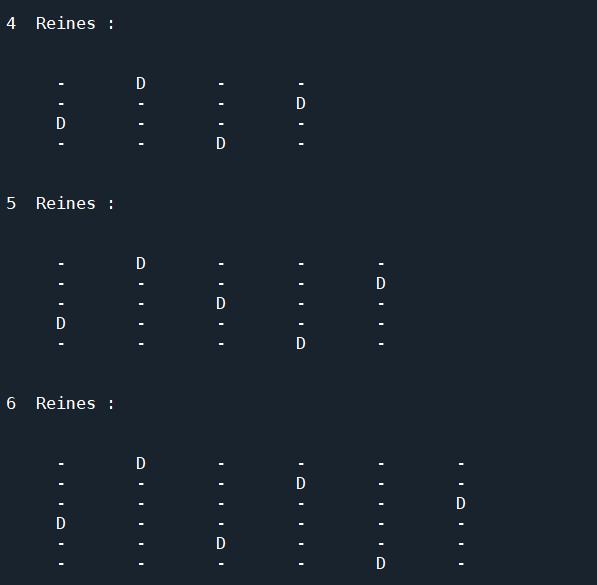 4  Reines :
-       D       -       -
-       -       -       D
D       -       -       -
-       -       D       -
5  Reines :
-       D       -       -       -
-       -       -       -       D
-       -       D       -       -
D       -       -       -       -
-       -       -       D       -
6  Reines :
-       D       -       -       -       -
-       -       -       D       -       -
-       -       -       -       -       D
D       -       -       -       -       -
-       -       D       -       -       -
-       -       -       -       D       -